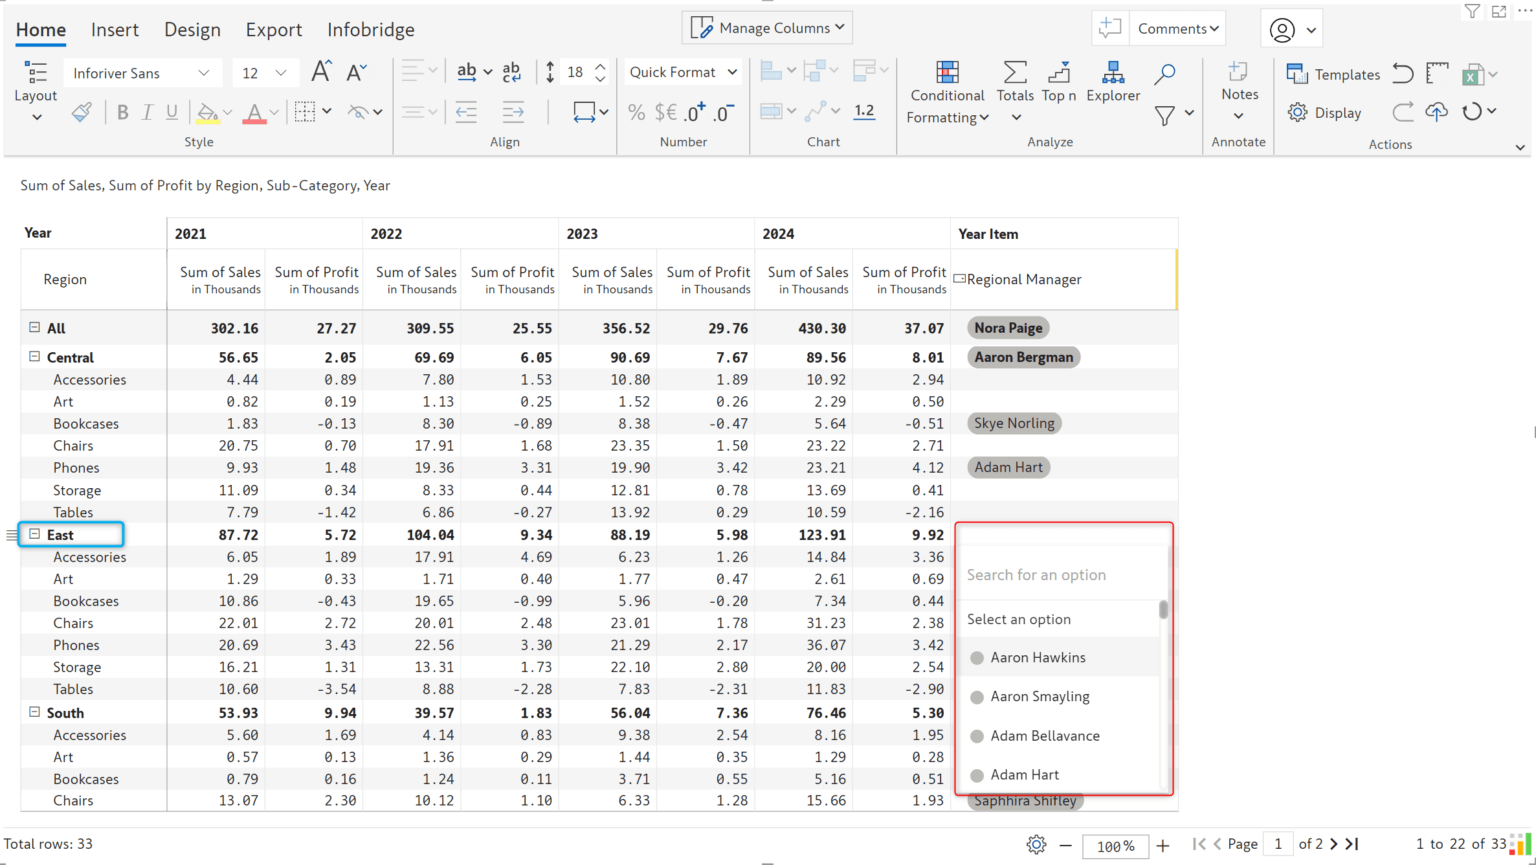 Home Insert Design Export Infobridge Manage Columns Comments
Inforiver Sans 12 A A ab ab c 18 Quick Format
Layout B I U A % $€ .0+ .0- 1.2
Conditional Formatting Totals Top n Explorer Notes Templates Display
Style Align Number Chart Analyze Annotate Actions
Sum of Sales, Sum of Profit by Region, Sub-Category, Year
Year 2021 2022 2023 2024 Year Item
Region Sum of Sales in Thousands Sum of Profit in Thousands Sum of Sales in Thousands Sum of Profit in Thousands Sum of Sales in Thousands Sum of Profit in Thousands Sum of Sales in Thousands Sum of Profit in Thousands Regional Manager
All 302.16 27.27 309.55 25.55 356.52 29.76 430.30 37.07 Nora Paige
Central 56.65 2.05 69.69 6.05 90.69 7.67 89.56 8.01 Aaron Bergman
Accessories 4.44 0.89 7.80 1.53 10.80 1.89 10.92 2.94
Art 0.82 0.19 1.13 0.25 1.52 0.26 2.29 0.50
Bookcases 1.83 -0.13 8.30 -0.89 8.38 -0.47 5.64 -0.51 Skye Norling
Chairs 20.75 0.70 17.91 1.68 23.35 1.50 23.22 2.71
Phones 9.93 1.48 19.36 3.31 19.90 3.42 23.21 4.12 Adam Hart
Storage 11.09 0.34 8.33 0.44 12.81 0.78 13.69 0.41
Tables 7.79 -1.42 6.86 -0.27 13.92 0.29 10.59 -2.16
East 87.72 5.72 104.04 9.34 88.19 5.98 123.91 9.92
Accessories 6.05 1.89 17.91 4.69 6.23 1.26 14.84 3.36
Art 1.29 0.33 1.71 0.40 1.77 0.47 2.61 0.69
Search for an option
Bookcases 10.86 -0.43 19.65 -0.99 5.96 -0.20 7.34 0.44
Chairs 22.01 2.72 20.01 2.48 23.01 1.78 31.23 2.38
Select an option
Phones 20.69 3.43 22.56 3.30 21.29 2.17 36.07 3.42
Aaron Hawkins
Storage 16.21 1.31 13.31 1.73 22.10 2.80 20.00 2.54
Tables 10.60 -3.54 8.88 -2.28 7.83 -2.31 11.83 -2.90
Aaron Smayling
South 53.93 9.94 39.57 1.83 56.04 7.36 76.46 5.30
Accessories 5.60 1.69 4.14 0.83 9.38 2.54 8.16 1.95
Adam Bellavance
Art 0.57 0.13 1.36 0.29 1.44 0.35 1.29 0.28
Bookcases 0.79 0.16 1.24 0.11 3.71 0.55 5.16 0.51
Adam Hart
Chairs 13.07 2.30 10.12 1.10 6.33 1.28 15.66 1.93 Saphhira Shifley
Total rows: 33 100% Page 1 of 2 1 to 22 of 33